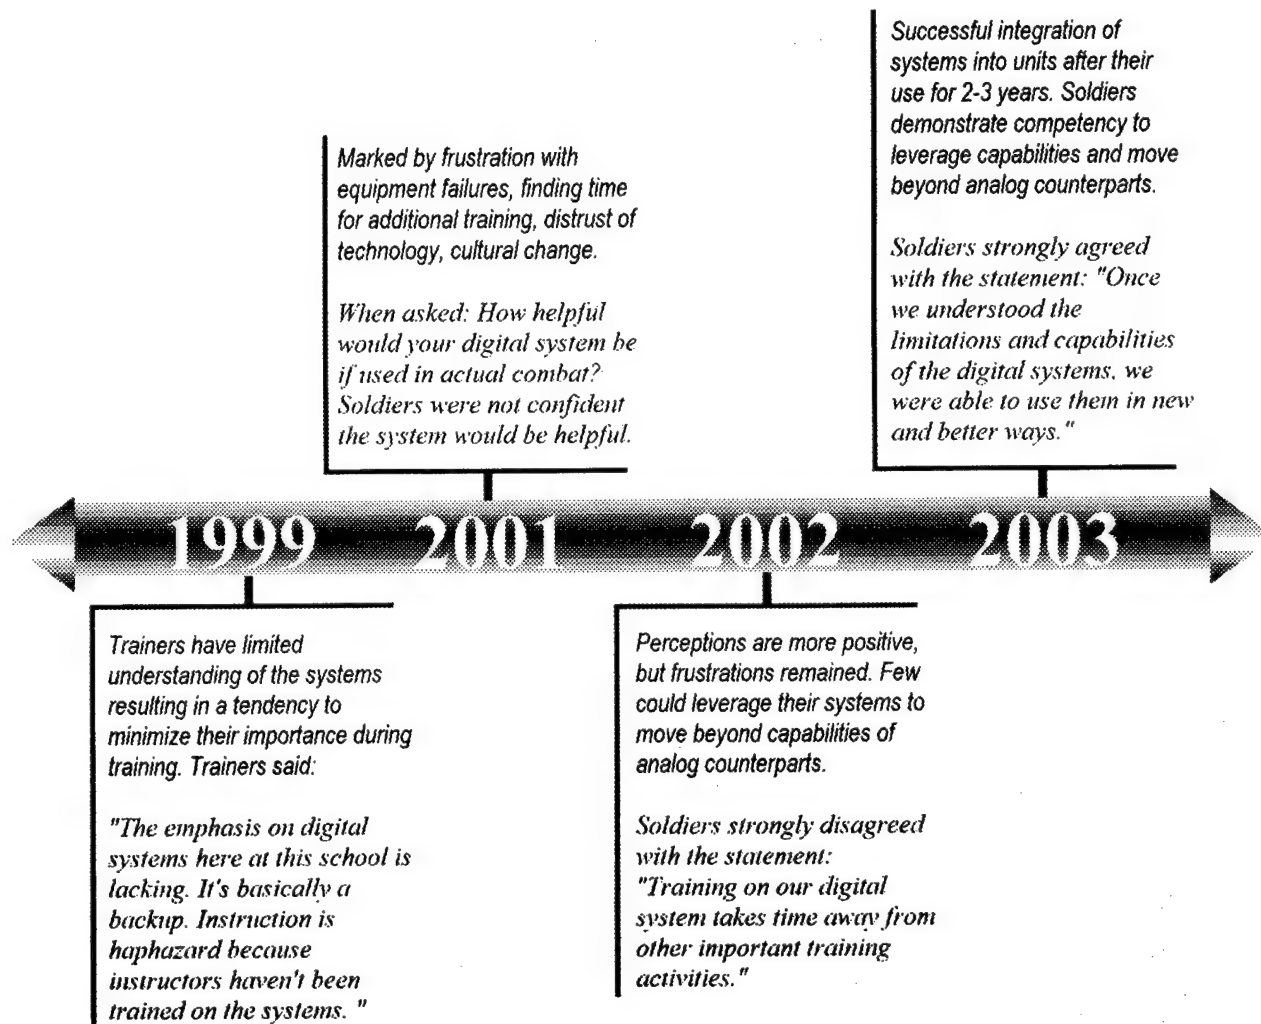 Successful integration of
systems into units after their
use for 2-3 years. Soldiers
demonstrate competency to
leverage capabilities and move
beyond analog counterparts.
Soldiers strongly agreed
with the statement: "Once
we understood the
limitations and capabilities
of the digital systems, we
were able to use them in new
and better ways."
Marked by frustration with
equipment failures, finding time
for additional training, distrust of
technology, cultural change.
When asked: How helpful
would your digital system be
if used in actual combat?
Soldiers were not confident
the system would be helpful.
1999 2001 2002 2003
Trainers have limited
understanding of the systems
resulting in a tendency to
minimize their importance during
training. Trainers said:
"The emphasis on digital
systems here at this school is
lacking. It's basically a
backup. Instruction is
haphazard because
instructors haven't been
trained on the systems. "
Perceptions are more positive,
but frustrations remained. Few
could leverage their systems to
move beyond capabilities of
analog counterparts.
Soldiers strongly disagreed
with the statement:
"Training on our digital
system takes time away from
other important training
activities."